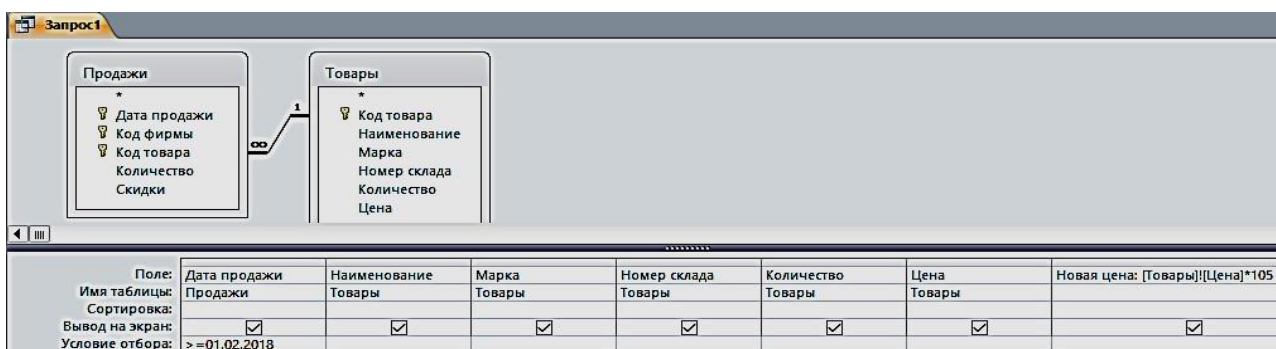 Запрос1
Продажи
*
Дата продажи
Код фирмы
Код товара
Количество
Скидки
∞
1
Товары
*
Код товара
Наименование
Марка
Номер склада
Количество
Цена
Поле: Дата продажи Наименование Марка Номер склада Количество Цена Новая цена: [Товары]![Цена]*105
Имя таблицы: Продажи Товары Товары Товары Товары Товары
Сортировка:
Вывод на экран:
Условие отбора: >=01.02.2018